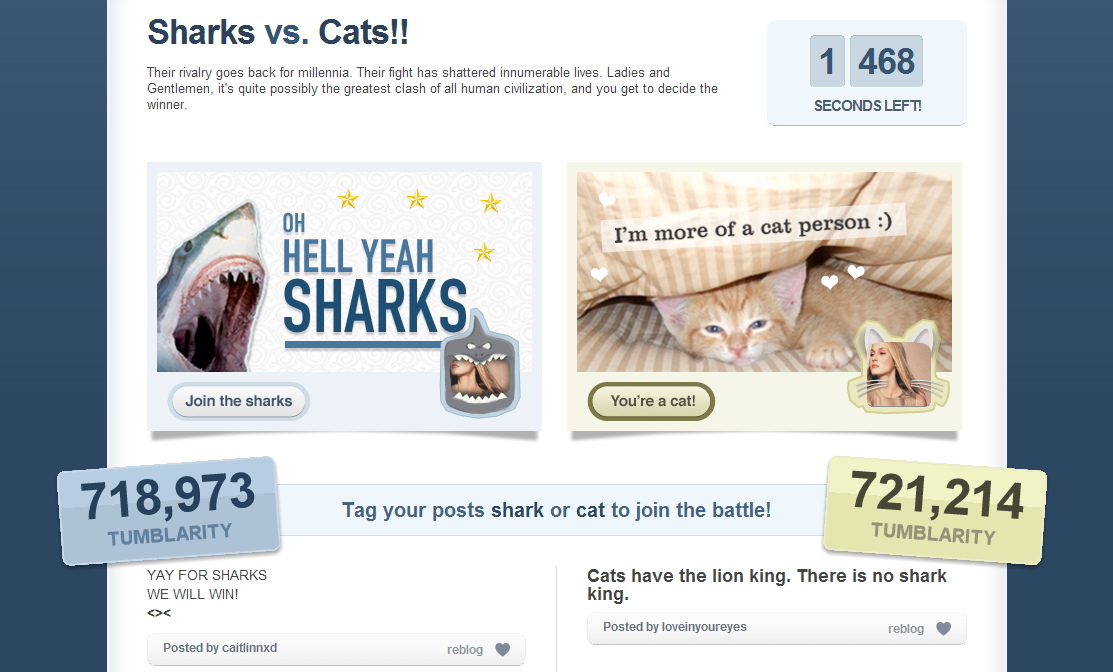 Sharks vs. Cats!!
Their rivalry goes back for millennia. Their fight has shattered innumerable lives. Ladies and
Gentlemen, it's quite possibly the greatest clash of all human civilization, and you get to decide the
winner.
1 468
SECONDS LEFT!
OH
HELL YEAH
SHARKS
Join the sharks
I'm more of a cat person :)
You're a cat!
718,973
TUMBLARITY
Tag your posts shark or cat to join the battle!
721,214
TUMBLARITY
YAY FOR SHARKS
WE WILL WIN!
<><
Posted by caitlinnxd
reblog
Cats have the lion king. There is no shark
king.
Posted by loveinyoureyes
reblog